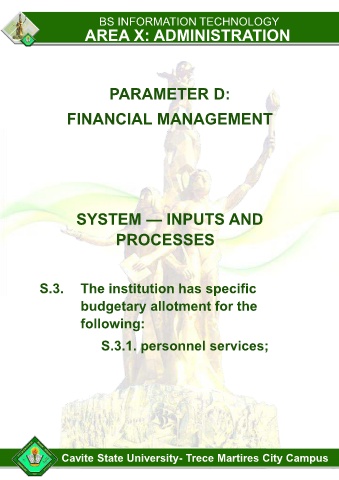 BS INFORMATION TECHNOLOGY
AREA X: ADMINISTRATION
PARAMETER D:
FINANCIAL MANAGEMENT
SYSTEM — INPUTS AND
PROCESSES
S.3. The institution has specific
budgetary allotment for the
following:
S.3.1. personnel services;
Cavite State University- Trece Martires City Campus